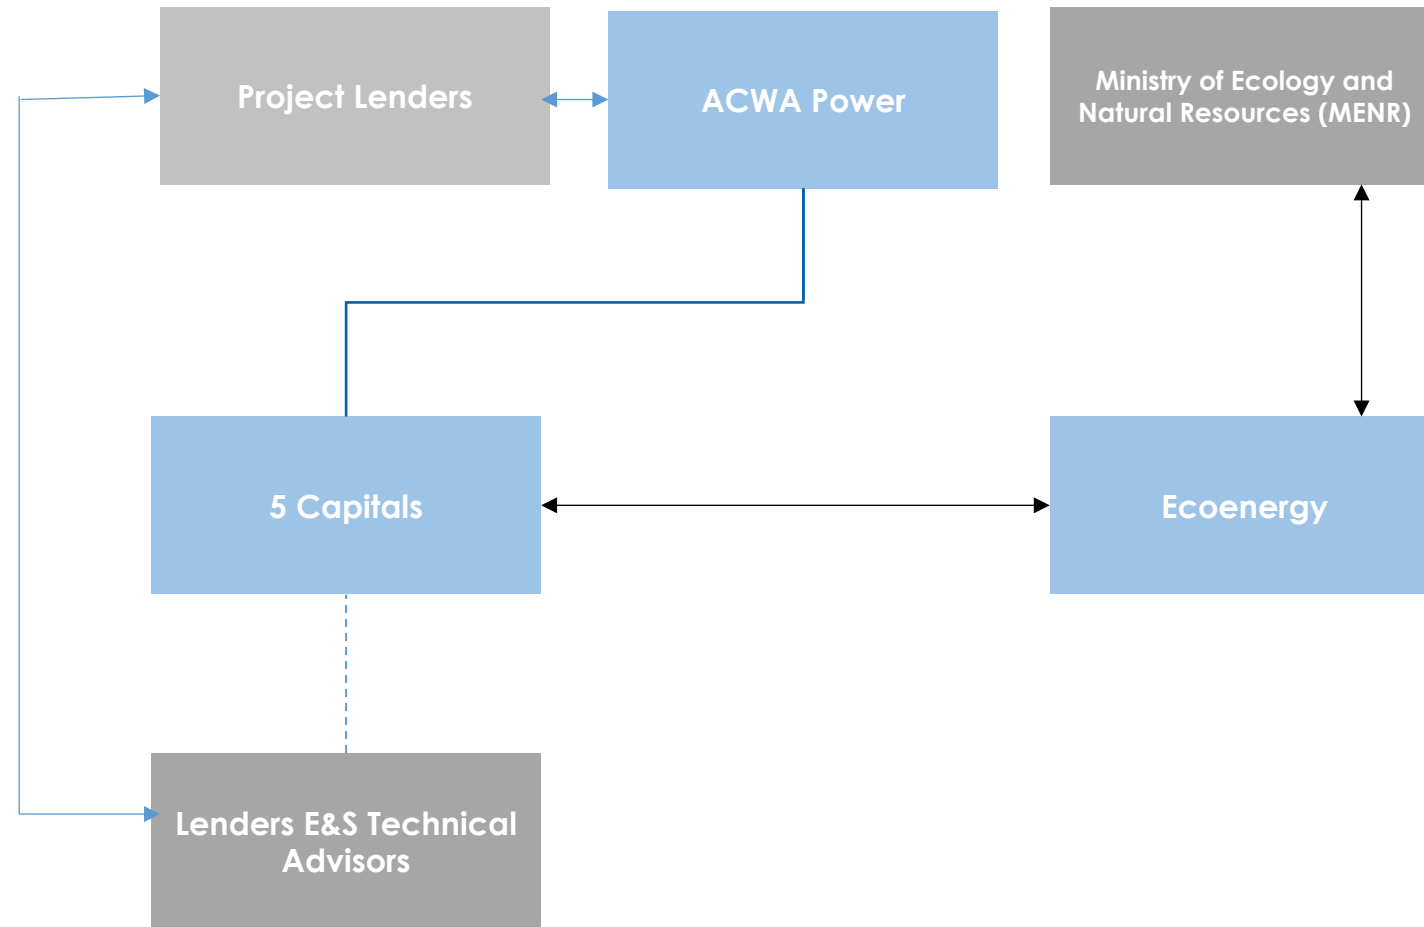 Project Lenders
ACWA Power
Ministry of Ecology and
Natural Resources (MENR)
5 Capitals
Ecoenergy
Lenders E&S Technical
Advisors